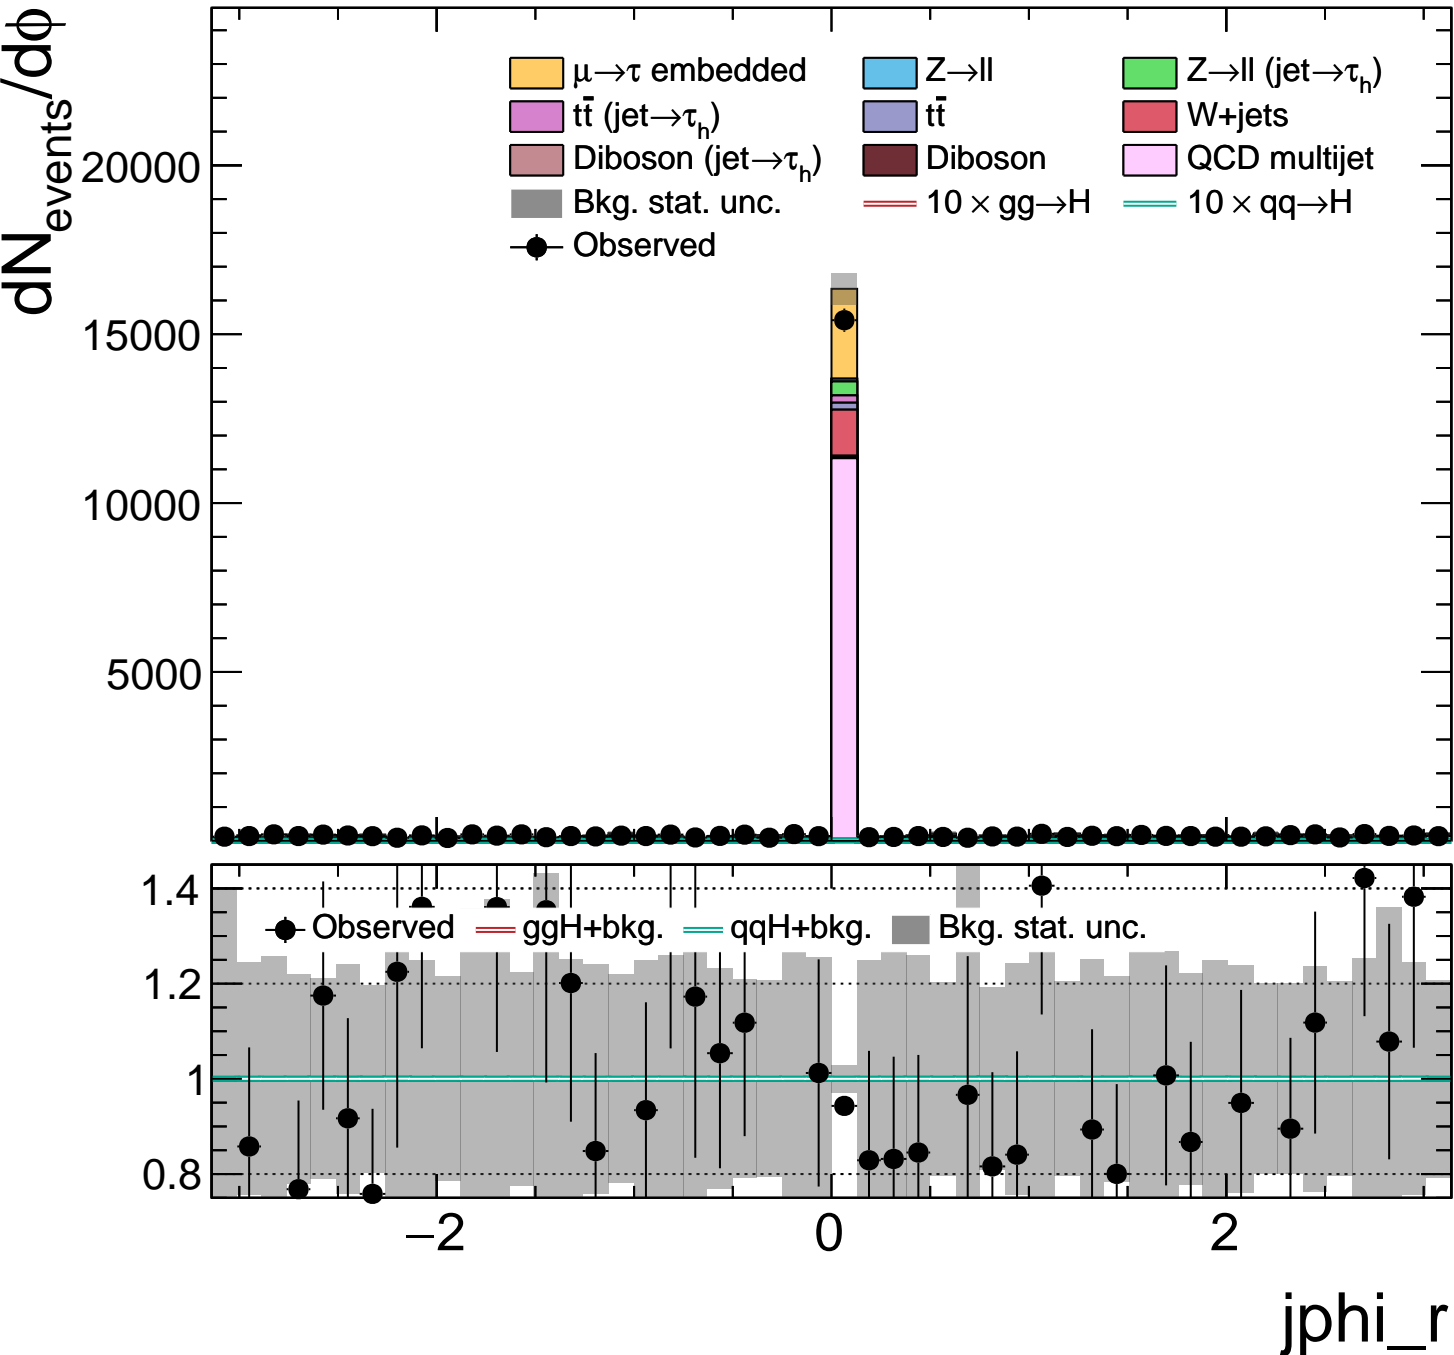 dN_events/dϕ
μ→τ embedded
Z→ll
Z→ll (jet→τ_h)
tt̄ (jet→τ_h)
tt̄
W+jets
Diboson (jet→τ_h)
Diboson
QCD multijet
Bkg. stat. unc.
10 × gg→H
10 × qq→H
Observed
20000
15000
10000
5000
1.4
1.2
1
0.8
Observed
ggH+bkg.
qqH+bkg.
Bkg. stat. unc.
−2
0
2
jphi_r